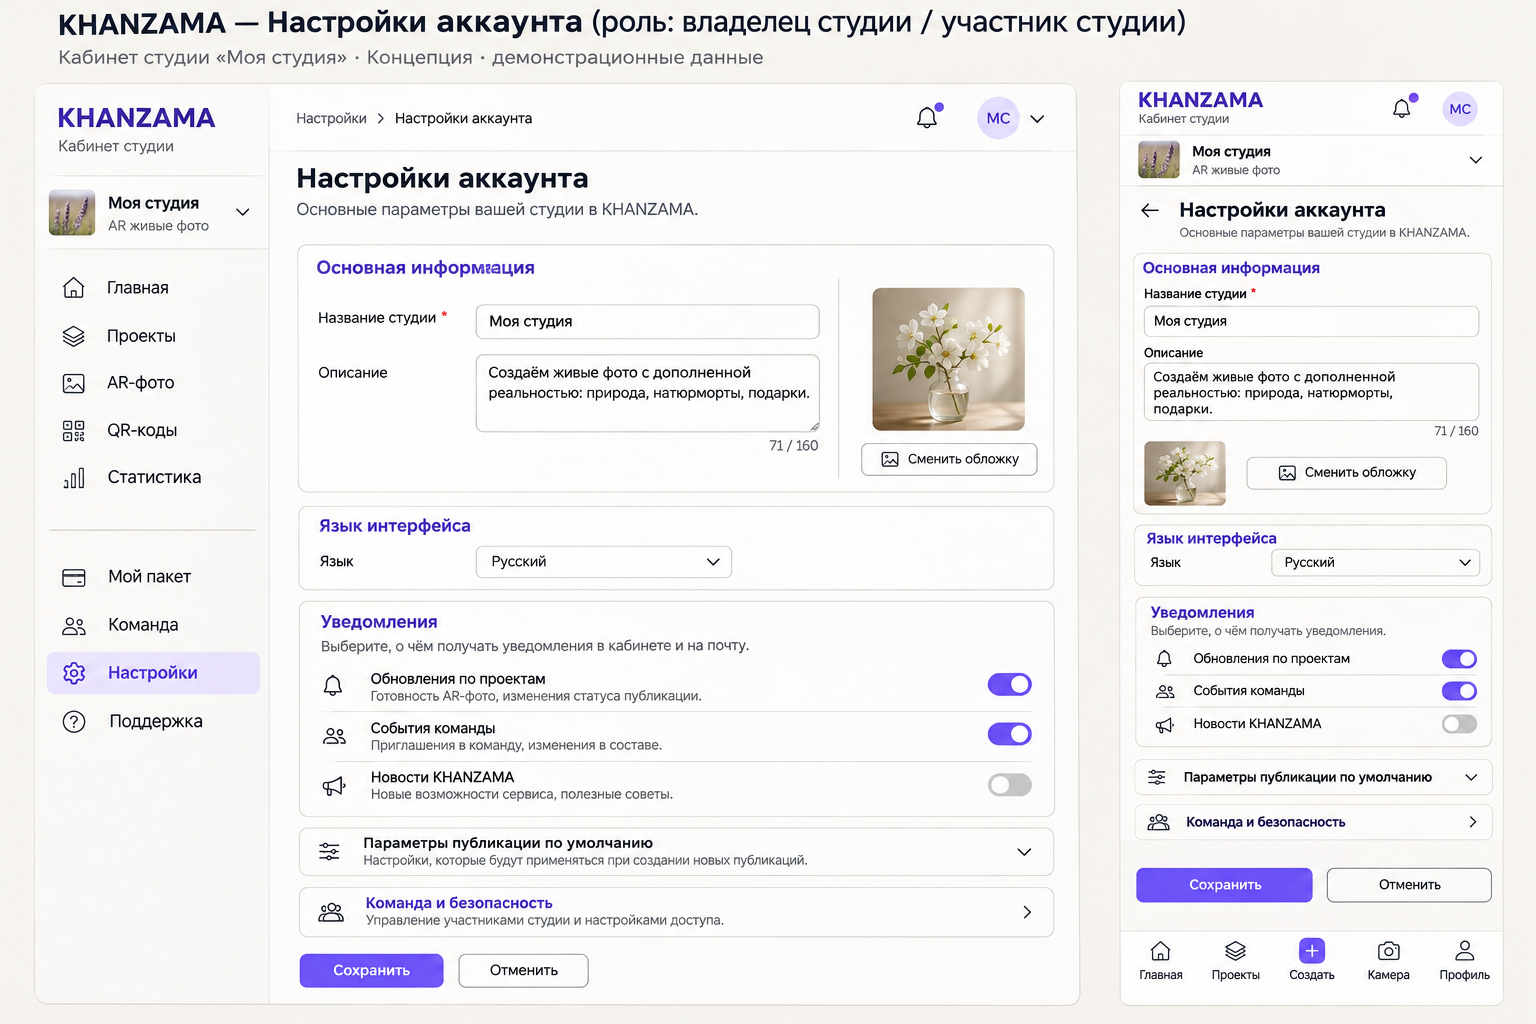 KHANZAMA — Настройки аккаунта (роль: владелец студии / участник студии)
Кабинет студии «Моя студия» · Концепция · демонстрационные данные
KHANZAMA
Кабинет студии
Моя студия
AR живые фото
Главная
Проекты
AR-фото
QR-коды
Статистика
Мой пакет
Команда
Настройки
Поддержка
Настройки > Настройки аккаунта
МС
Настройки аккаунта
Основные параметры вашей студии в KHANZAMA.
Основная информация
Название студии *
Моя студия
Описание
Создаём живые фото с дополненной
реальностью: природа, натюрморты, подарки.
71 / 160
Сменить обложку
Язык интерфейса
Язык
Русский
Уведомления
Выберите, о чём получать уведомления в кабинете и на почту.
Обновления по проектам
Готовность AR-фото, изменения статуса публикации.
События команды
Приглашения в команду, изменения в составе.
Новости KHANZAMA
Новые возможности сервиса, полезные советы.
Параметры публикации по умолчанию
Настройки, которые будут применяться при создании новых публикаций.
Команда и безопасность
Управление участниками студии и настройками доступа.
Сохранить
Отменить
KHANZAMA
Кабинет студии
МС
Моя студия
AR живые фото
Настройки аккаунта
Основные параметры вашей студии в KHANZAMA.
Основная информация
Название студии *
Моя студия
Описание
Создаём живые фото с дополненной
реальностью: природа, натюрморты,
подарки.
71 / 160
Сменить обложку
Язык интерфейса
Язык
Русский
Уведомления
Выберите, о чём получать уведомления.
Обновления по проектам
События команды
Новости KHANZAMA
Параметры публикации по умолчанию
Команда и безопасность
Сохранить
Отменить
Главная
Проекты
Создать
Камера
Профиль